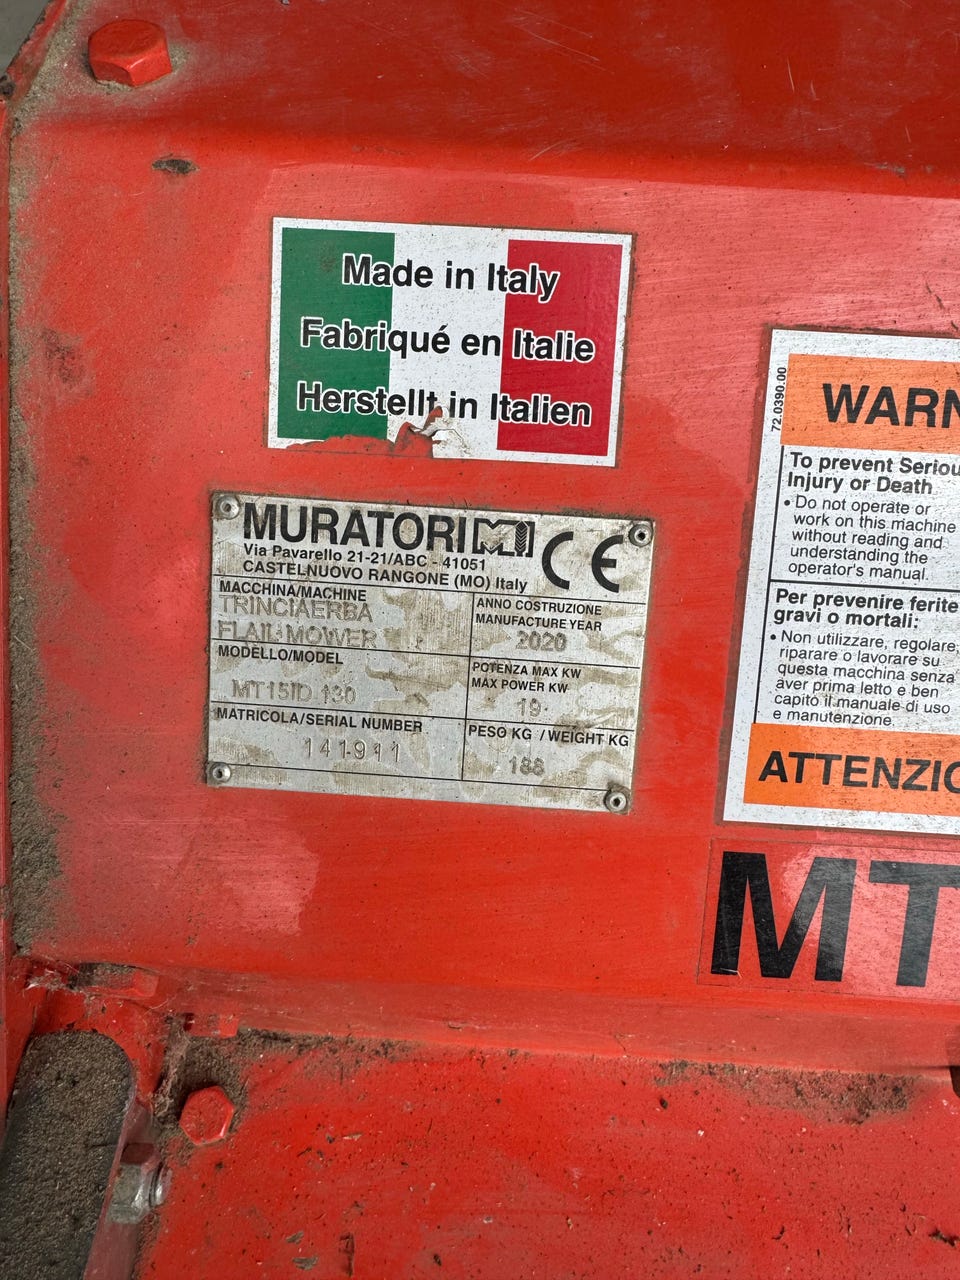 Made in Italy
Fabriqué en Italie
Herstellt in Italien
MURATORI
Via Pavarello 21-21/ABC - 41051
CASTELNUOVO RANGONE (MO) Italy
CE
MACCHINA/MACHINE
TRINCIAERBA
FLAIL MOWER
ANNO COSTRUZIONE
MANUFACTURE YEAR
2020
MODELLO/MODEL
MT151D 130
POTENZA MAX KW
MAX POWER KW
19
MATRICOLA/SERIAL NUMBER
141911
PESO KG / WEIGHT KG
188
72.0390.00
WARN
To prevent Seriou
Injury or Death
• Do not operate or
work on this machine
without reading and
understanding the
operator's manual.
Per prevenire ferite
gravi o mortali:
• Non utilizzare, regolare,
riparare o lavorare su
questa macchina senza
aver prima letto e ben
capito il manuale di uso
e manutenzione.
ATTENZIO
MT